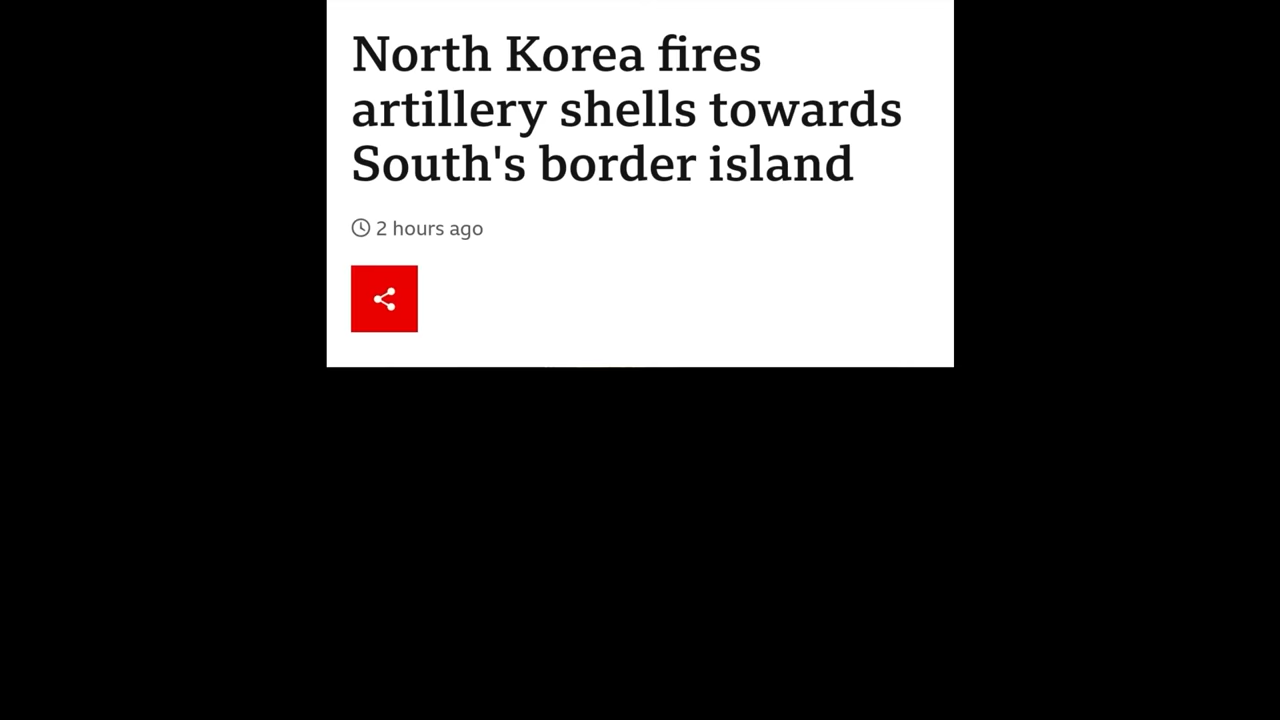 North Korea fires
artillery shells towards
South's border island
2 hours ago